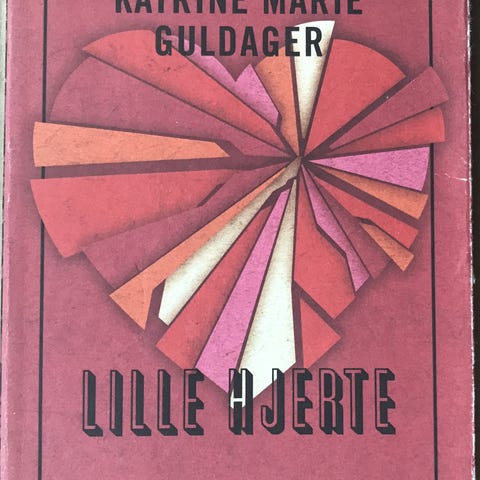 KATRINE MARIE
GULDAGER
LILLE HJERTE